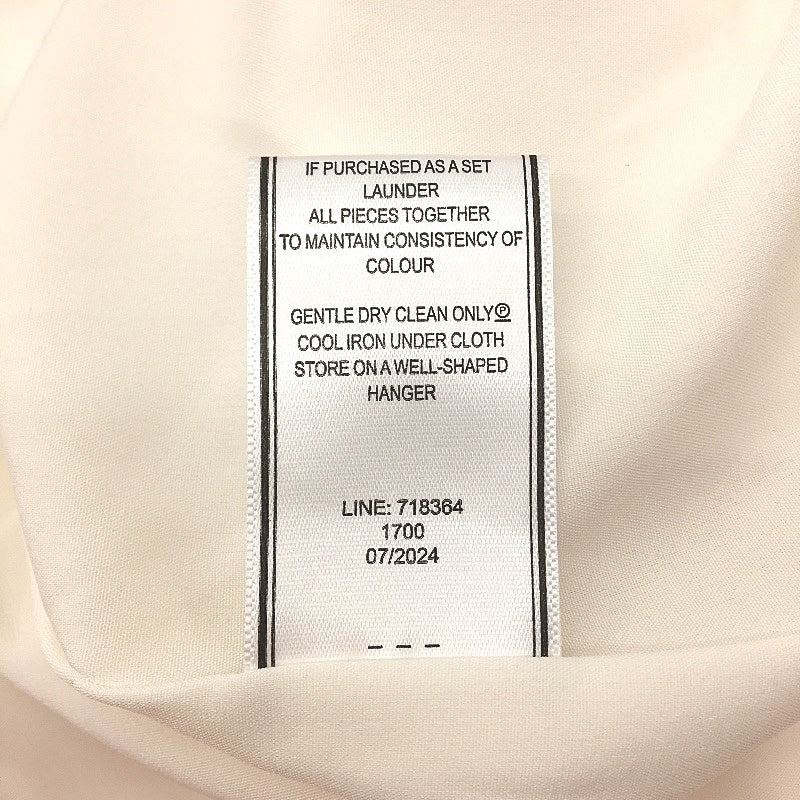 IF PURCHASED AS A SET
LAUNDER
ALL PIECES TOGETHER
TO MAINTAIN CONSISTENCY OF
COLOUR
GENTLE DRY CLEAN ONLY Ⓟ
COOL IRON UNDER CLOTH
STORE ON A WELL-SHAPED
HANGER
LINE: 718364
1700
07/2024
_ _ _